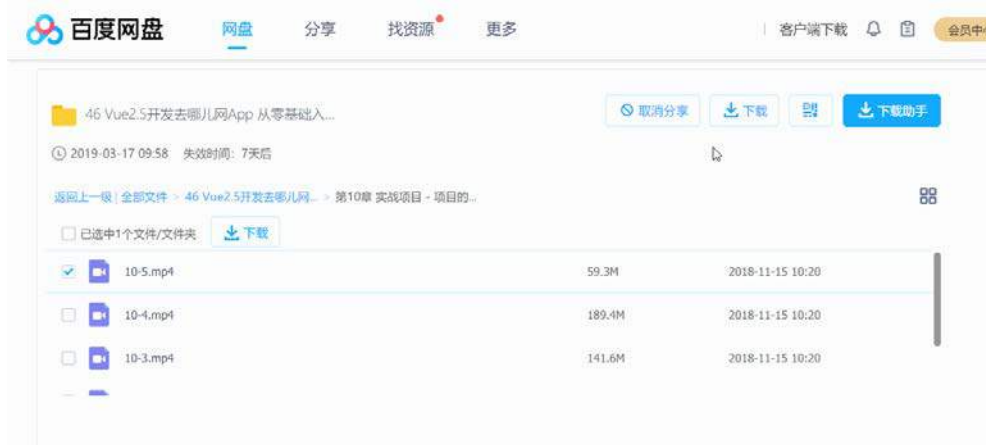 百度网盘 网盘 分享 找资源 更多 客户端下载 会员中
46 Vue2.5开发去哪儿网App 从零基础入... 取消分享 下载 下载助手
2019-03-17 09:58 失效时间：7天后
返回上一级 | 全部文件 > 46 Vue2.5开发去哪儿网... > 第10章 实战项目 - 项目的...
已选中1个文件/文件夹 下载
10-5.mp4 59.3M 2018-11-15 10:20
10-4.mp4 189.4M 2018-11-15 10:20
10-3.mp4 141.6M 2018-11-15 10:20